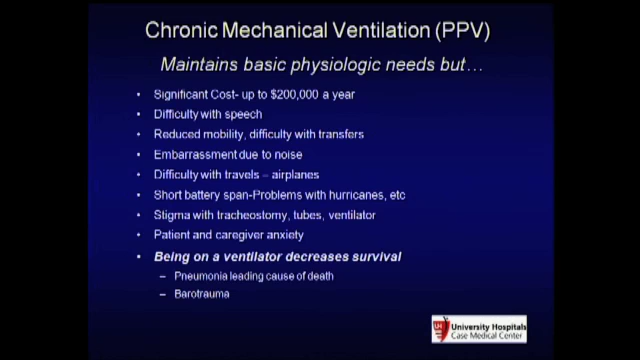 Chronic Mechanical Ventilation (PPV)
Maintains basic physiologic needs but…
• Significant Cost- up to $200,000 a year
• Difficulty with speech
• Reduced mobility, difficulty with transfers
• Embarrassment due to noise
• Difficulty with travels – airplanes
• Short battery span-Problems with hurricanes, etc
• Stigma with tracheostomy, tubes, ventilator
• Patient and caregiver anxiety
• Being on a ventilator decreases survival
– Pneumonia leading cause of death
– Barotrauma
UH University Hospitals
Case Medical Center